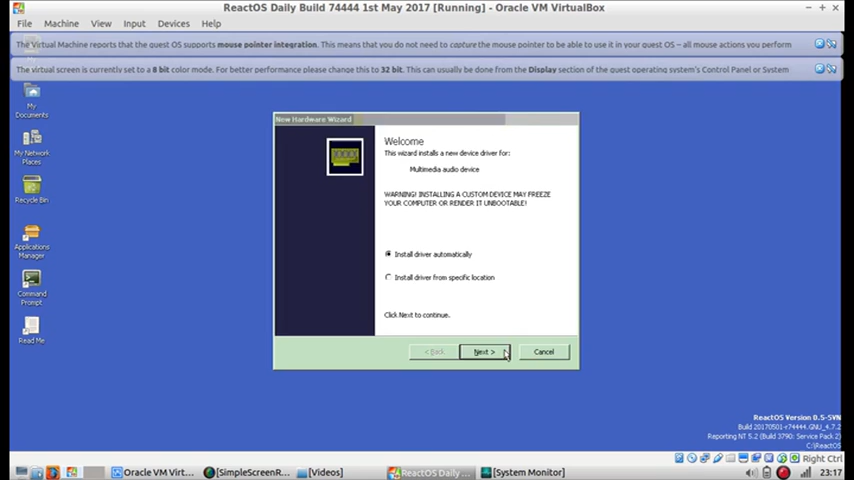 ReactOS Daily Build 74444 1st May 2017 [Running] - Oracle VM VirtualBox
File Machine View Input Devices Help
The Virtual Machine reports that the guest OS supports mouse pointer integration. This means that you do not need to capture the mouse pointer to be able to use it in your guest OS – all mouse actions you perform
The virtual screen is currently set to a 8 bit color mode. For better performance please change this to 32 bit. This can usually be done from the Display section of the guest operating system's Control Panel or System
My
Documents
My Network
Places
Recycle Bin
Applications
Manager
Command
Prompt
Read Me
New Hardware Wizard
Welcome
This wizard installs a new device driver for:
Multimedia audio device
WARNING! INSTALLING A CUSTOM DEVICE MAY FREEZE
YOUR COMPUTER OR RENDER IT UNBOOTABLE!
Install driver automatically
Install driver from specific location
Click Next to continue.
< Back Next > Cancel
ReactOS Version 0.5-SVN
Build 20170501-r74444.GNU_4.7.2
Reporting NT 5.2 (Build 3790: Service Pack 2)
C:\ReactOS
Right Ctrl
Oracle VM Virt... [SimpleScreenR... [Videos] ReactOS Daily ... [System Monitor] 23:17